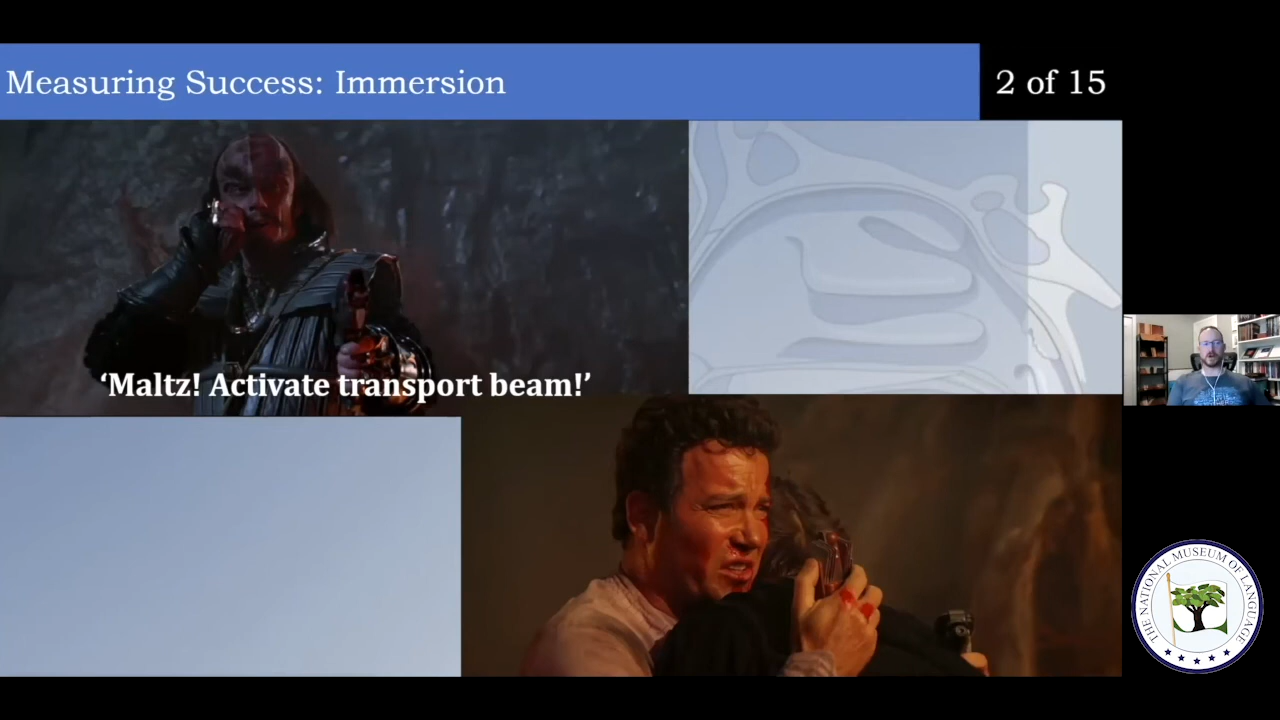 Measuring Success: Immersion
2 of 15
‘Maltz! Activate transport beam!’
THE NATIONAL MUSEUM OF LANGUAGE